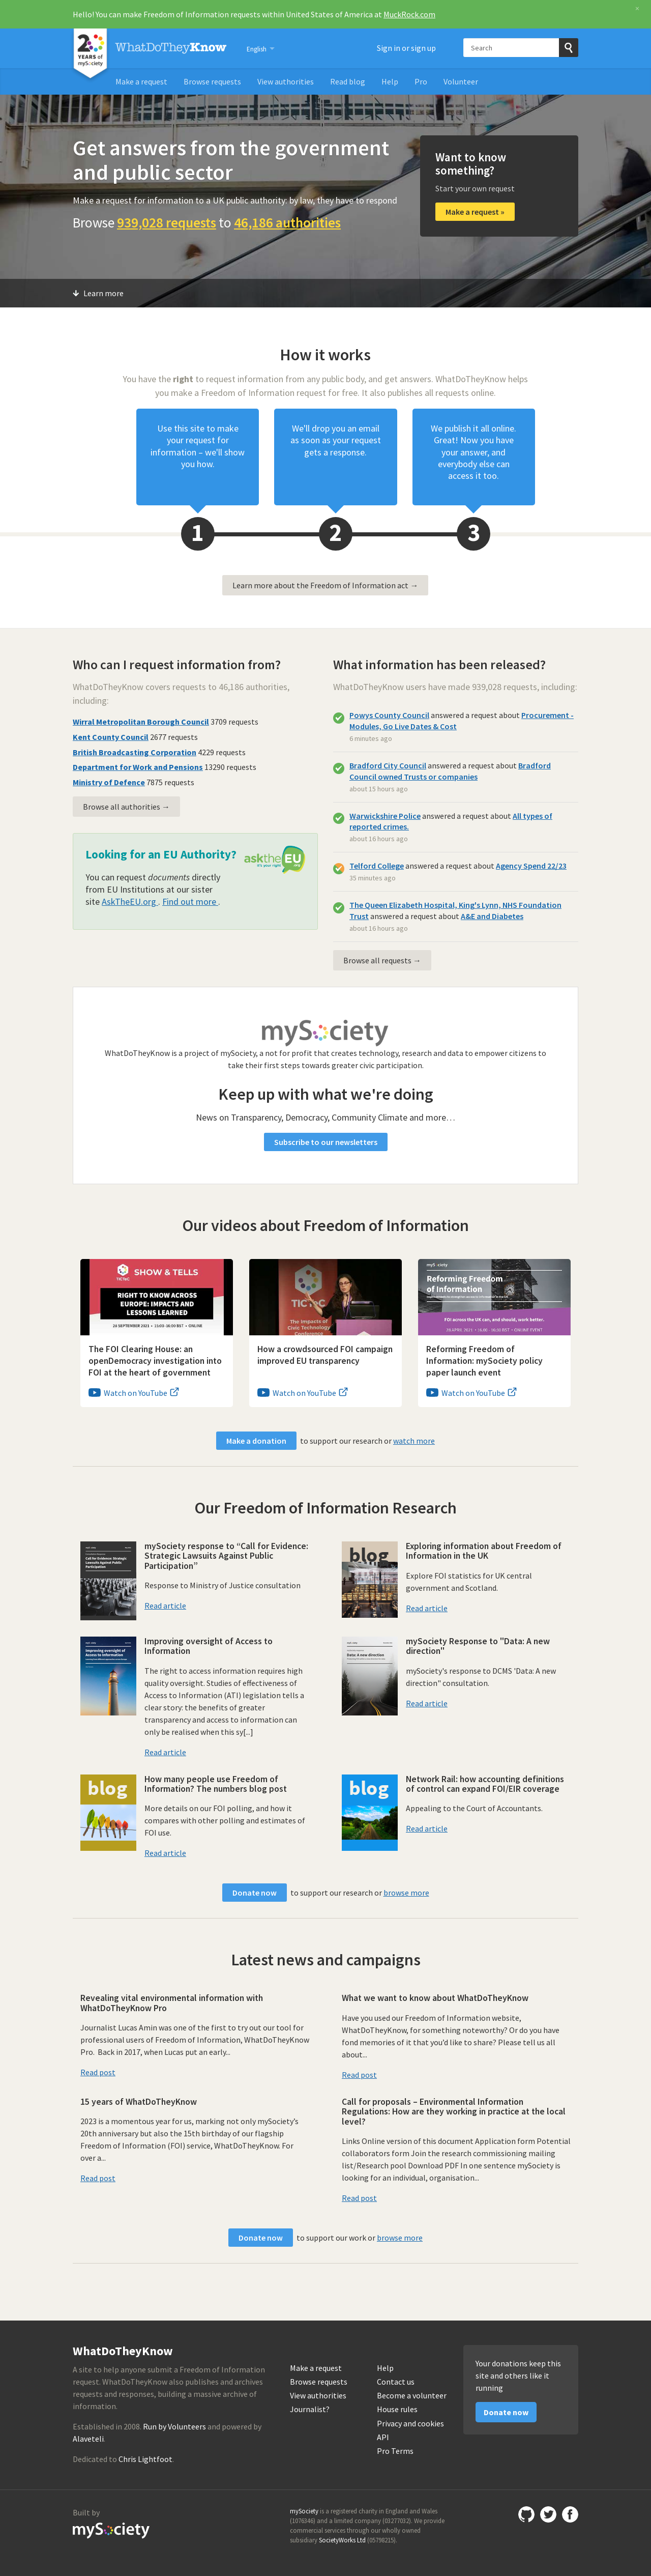 Hello! You can make Freedom of Information requests within United States of America at MuckRock.com
×
20
YEARS of
mySociety
WhatDoTheyKnow
English
Sign in or sign up
Search
Make a request
Browse requests
View authorities
Read blog
Help
Pro
Volunteer
Get answers from the government
and public sector
Make a request for information to a UK public authority: by law, they have to respond
Browse 939,028 requests to 46,186 authorities
Want to know
something?
Start your own request
Make a request »
Learn more
How it works
You have the right to request information from any public body, and get answers. WhatDoTheyKnow helps
you make a Freedom of Information request for free. It also publishes all requests online.
Use this site to make
your request for
information – we'll show
you how.
We'll drop you an email
as soon as your request
gets a response.
We publish it all online.
Great! Now you have
your answer, and
everybody else can
access it too.
1
2
3
Learn more about the Freedom of Information act →
Who can I request information from?
WhatDoTheyKnow covers requests to 46,186 authorities,
including:
Wirral Metropolitan Borough Council 3709 requests
Kent County Council 2677 requests
British Broadcasting Corporation 4229 requests
Department for Work and Pensions 13290 requests
Ministry of Defence 7875 requests
Browse all authorities →
Looking for an EU Authority?
asktheEU
it's your right
You can request documents directly
from EU Institutions at our sister
site AskTheEU.org . Find out more .
What information has been released?
WhatDoTheyKnow users have made 939,028 requests, including:
Powys County Council answered a request about Procurement -
Modules, Go Live Dates & Cost
6 minutes ago
Bradford City Council answered a request about Bradford
Council owned Trusts or companies
about 15 hours ago
Warwickshire Police answered a request about All types of
reported crimes.
about 16 hours ago
Telford College answered a request about Agency Spend 22/23
35 minutes ago
The Queen Elizabeth Hospital, King's Lynn, NHS Foundation
Trust answered a request about A&E and Diabetes
about 16 hours ago
Browse all requests →
mySociety
WhatDoTheyKnow is a project of mySociety, a not for profit that creates technology, research and data to empower citizens to
take their first steps towards greater civic participation.
Keep up with what we're doing
News on Transparency, Democracy, Community Climate and more…
Subscribe to our newsletters
Our videos about Freedom of Information
TICTeC
SHOW & TELLS
RIGHT TO KNOW ACROSS
EUROPE: IMPACTS AND
LESSONS LEARNED
The FOI Clearing House: an
openDemocracy investigation into
FOI at the heart of government
Watch on YouTube
TICTeC
The Impacts of
Civic Technology
Conference
How a crowdsourced FOI campaign
improved EU transparency
Watch on YouTube
mySociety
Reforming Freedom
of Information
FOI across the UK can, and should, work better.
Reforming Freedom of
Information: mySociety policy
paper launch event
Watch on YouTube
Make a donation to support our research or watch more
Our Freedom of Information Research
Call for Evidence: Strategic
Lawsuits Against Public
Participation
mySociety response to “Call for Evidence:
Strategic Lawsuits Against Public
Participation”
Response to Ministry of Justice consultation
Read article
blog
Exploring information about Freedom of
Information in the UK
Explore FOI statistics for UK central
government and Scotland.
Read article
Improving oversight of
Access to Information
Improving oversight of Access to
Information
The right to access information requires high
quality oversight. Studies of effectiveness of
Access to Information (ATI) legislation tells a
clear story: the benefits of greater
transparency and access to information can
only be realised when this sy[...]
Read article
Data: A new direction
mySociety Response to "Data: A new
direction"
mySociety's response to DCMS 'Data: A new
direction" consultation.
Read article
blog
How many people use Freedom of
Information? The numbers blog post
More details on our FOI polling, and how it
compares with other polling and estimates of
FOI use.
Read article
blog
Network Rail: how accounting definitions
of control can expand FOI/EIR coverage
Appealing to the Court of Accountants.
Read article
Donate now to support our research or browse more
Latest news and campaigns
Revealing vital environmental information with
WhatDoTheyKnow Pro
Journalist Lucas Amin was one of the first to try out our tool for
professional users of Freedom of Information, WhatDoTheyKnow
Pro.  Back in 2017, when Lucas put an early...
Read post
What we want to know about WhatDoTheyKnow
Have you used our Freedom of Information website,
WhatDoTheyKnow, for something noteworthy? Or do you have
fond memories of it that you'd like to share? Please tell us all
about...
Read post
15 years of WhatDoTheyKnow
2023 is a momentous year for us, marking not only mySociety’s
20th anniversary but also the 15th birthday of our flagship
Freedom of Information (FOI) service, WhatDoTheyKnow. For
over a...
Read post
Call for proposals – Environmental Information
Regulations: How are they working in practice at the local
level?
Links Online version of this document Application form Potential
collaborators form Join the research commissioning mailing
list/Research pool Download PDF In one sentence mySociety is
looking for an individual, organisation...
Read post
Donate now to support our work or browse more
WhatDoTheyKnow
A site to help anyone submit a Freedom of Information
request. WhatDoTheyKnow also publishes and archives
requests and responses, building a massive archive of
information.
Established in 2008. Run by Volunteers and powered by
Alaveteli.
Dedicated to Chris Lightfoot.
Make a request
Browse requests
View authorities
Journalist?
Help
Contact us
Become a volunteer
House rules
Privacy and cookies
API
Pro Terms
Your donations keep this
site and others like it
running
Donate now
Built by
mySociety
mySociety is a registered charity in England and Wales
(1076346) and a limited company (03277032). We provide
commercial services through our wholly owned
subsidiary SocietyWorks Ltd (05798215).